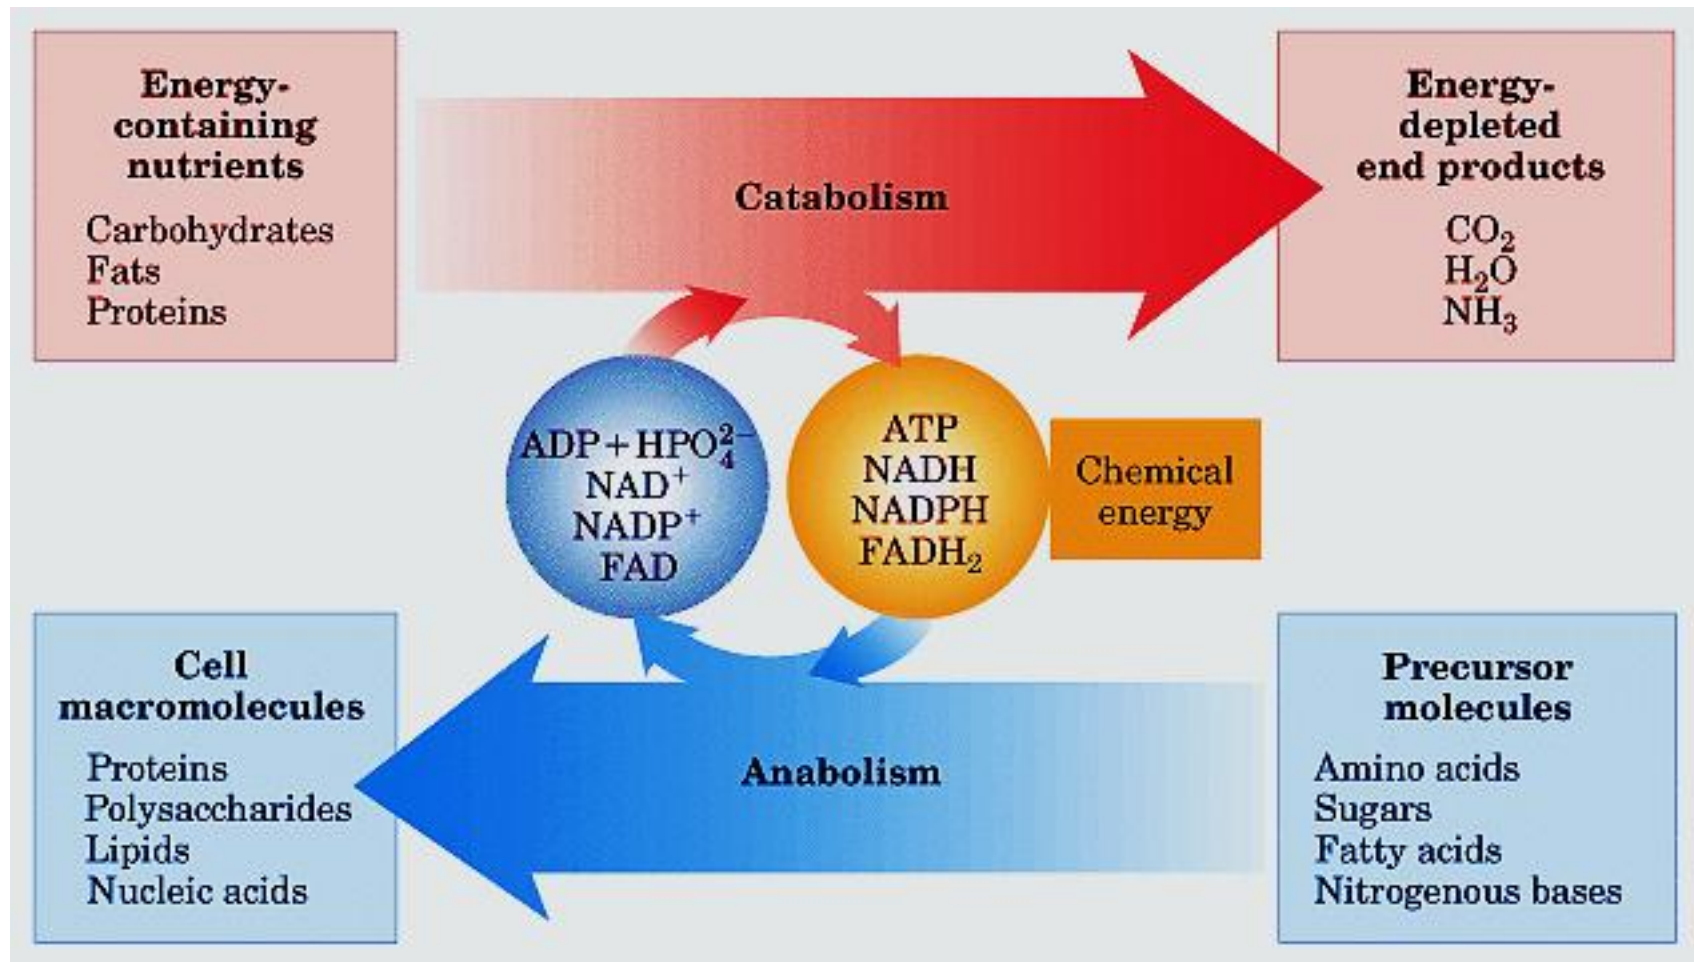 Energy-
containing
nutrients
Carbohydrates
Fats
Proteins
Catabolism
Energy-
depleted
end products
CO₂
H₂O
NH₃
ADP+HPO₄²⁻
NAD⁺
NADP⁺
FAD
ATP
NADH
NADPH
FADH₂
Chemical
energy
Cell
macromolecules
Proteins
Polysaccharides
Lipids
Nucleic acids
Anabolism
Precursor
molecules
Amino acids
Sugars
Fatty acids
Nitrogenous bases